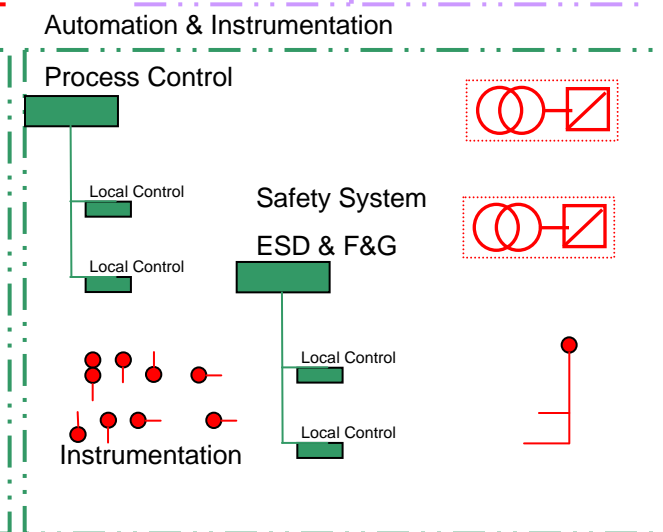 Automation & Instrumentation
Process Control
Local Control
Local Control
Safety System
ESD & F&G
Local Control
Local Control
Instrumentation